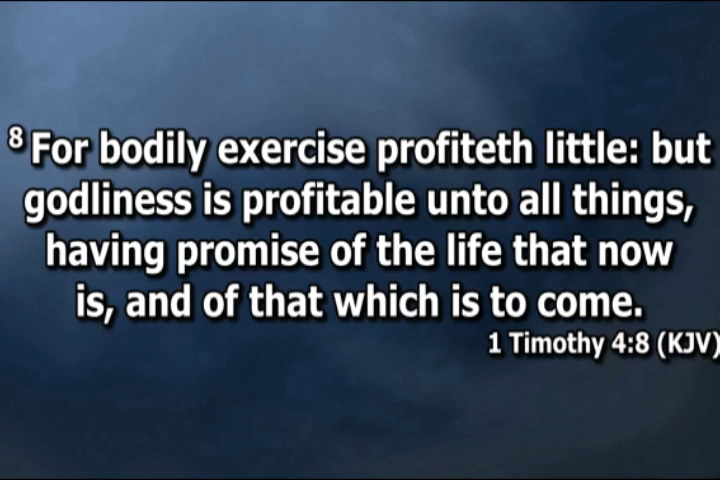 8 For bodily exercise profiteth little: but
godliness is profitable unto all things,
having promise of the life that now
is, and of that which is to come.
1 Timothy 4:8 (KJV)